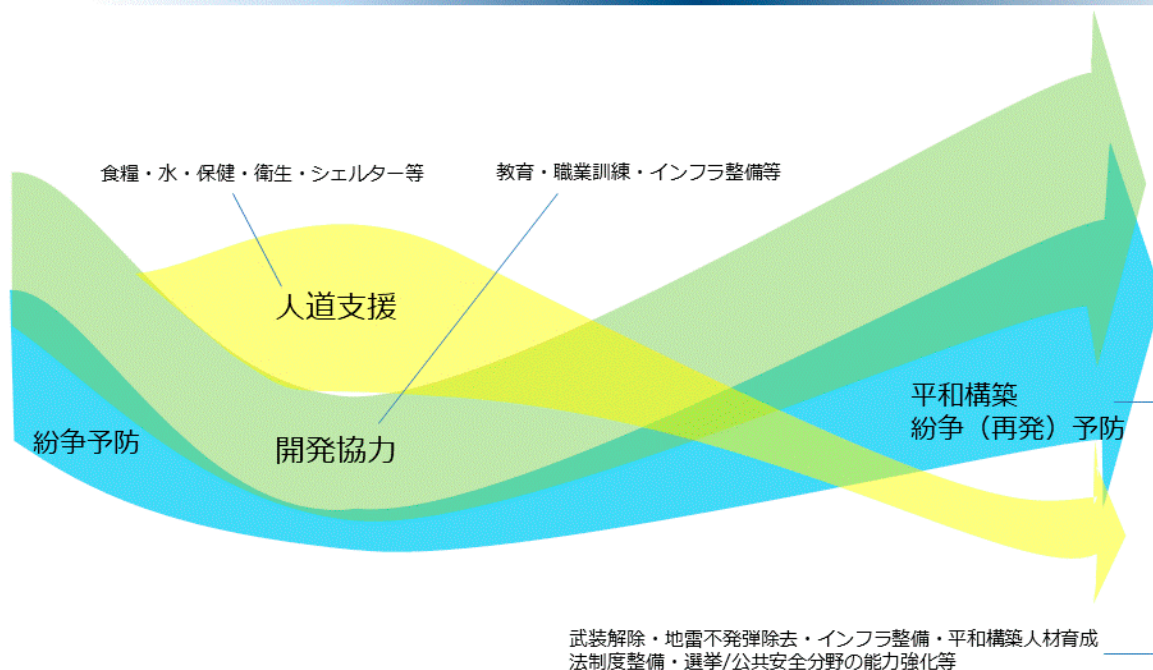 食糧・水・保健・衛生・シェルター等
教育・職業訓練・インフラ整備等
人道支援
開発協力
紛争予防
平和構築
紛争（再発）予防
武装解除・地雷不発弾除去・インフラ整備・平和構築人材育成
法制度整備・選挙/公共安全分野の能力強化等